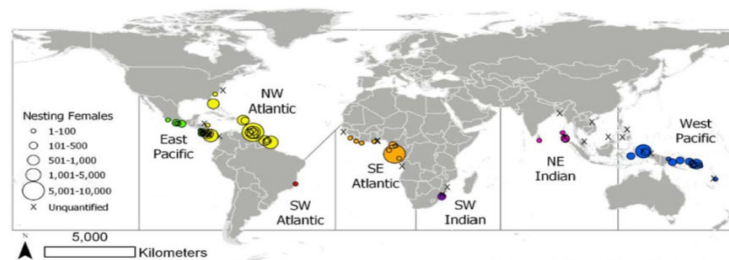 NW
Atlantic
Nesting Females
1-100
101-500
501-1,000
1,001-5,000
5,001-10,000
X Unquantified
East
Pacific
SE
Atlantic
NE
Indian
West
Pacific
SW
Atlantic
SW
Indian
N
5,000
Kilometers